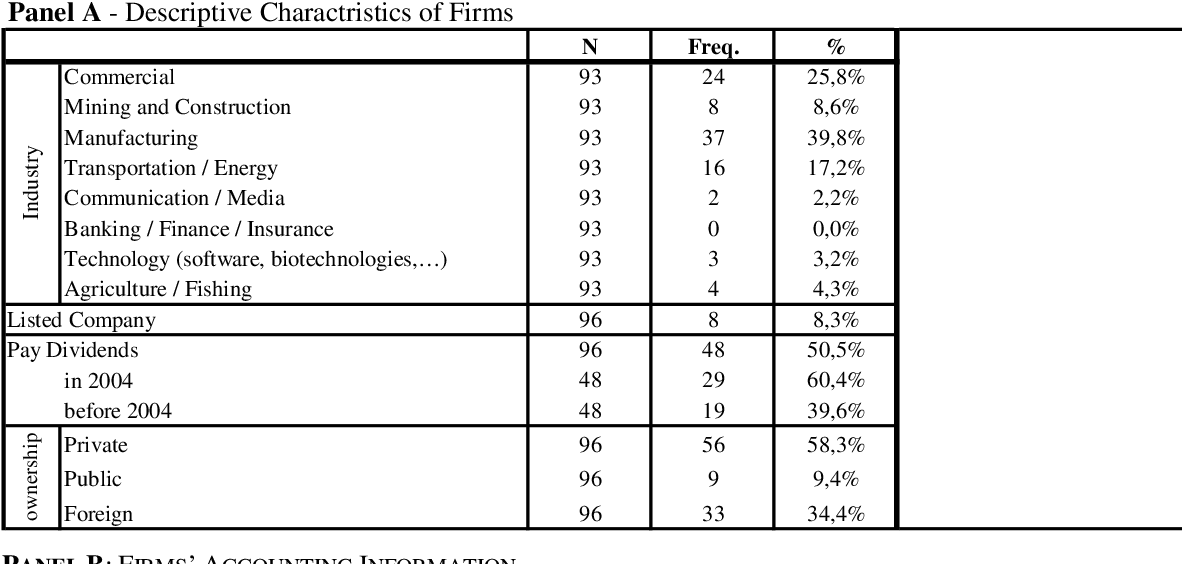 Panel A - Descriptive Charactristics of Firms
N Freq. %
Industry
Commercial 93 24 25,8%
Mining and Construction 93 8 8,6%
Manufacturing 93 37 39,8%
Transportation / Energy 93 16 17,2%
Communication / Media 93 2 2,2%
Banking / Finance / Insurance 93 0 0,0%
Technology (software, biotechnologies,…) 93 3 3,2%
Agriculture / Fishing 93 4 4,3%
Listed Company 96 8 8,3%
Pay Dividends 96 48 50,5%
in 2004 48 29 60,4%
before 2004 48 19 39,6%
ownership
Private 96 56 58,3%
Public 96 9 9,4%
Foreign 96 33 34,4%
PANEL B: FIRMS' ACCOUNTING INFORMATION